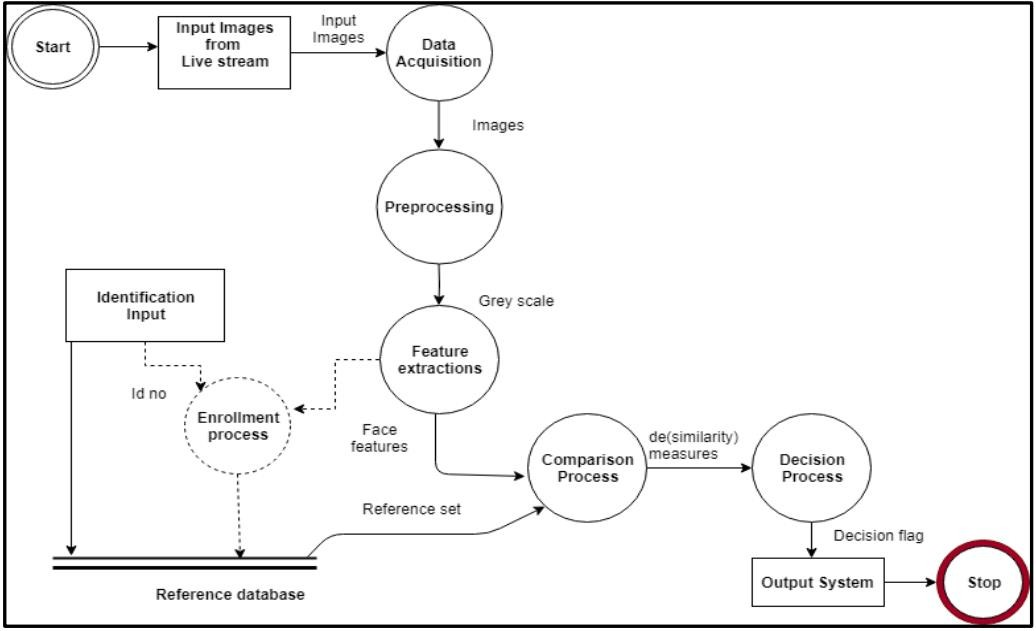 Start
Input Images
from
Live stream
Input
Images
Data
Acquisition
Images
Preprocessing
Grey scale
Identification
Input
Feature
extractions
Id no
Enrollment
process
Face
features
Comparison
Process
de(similarity)
measures
Decision
Process
Reference set
Decision flag
Reference database
Output System
Stop